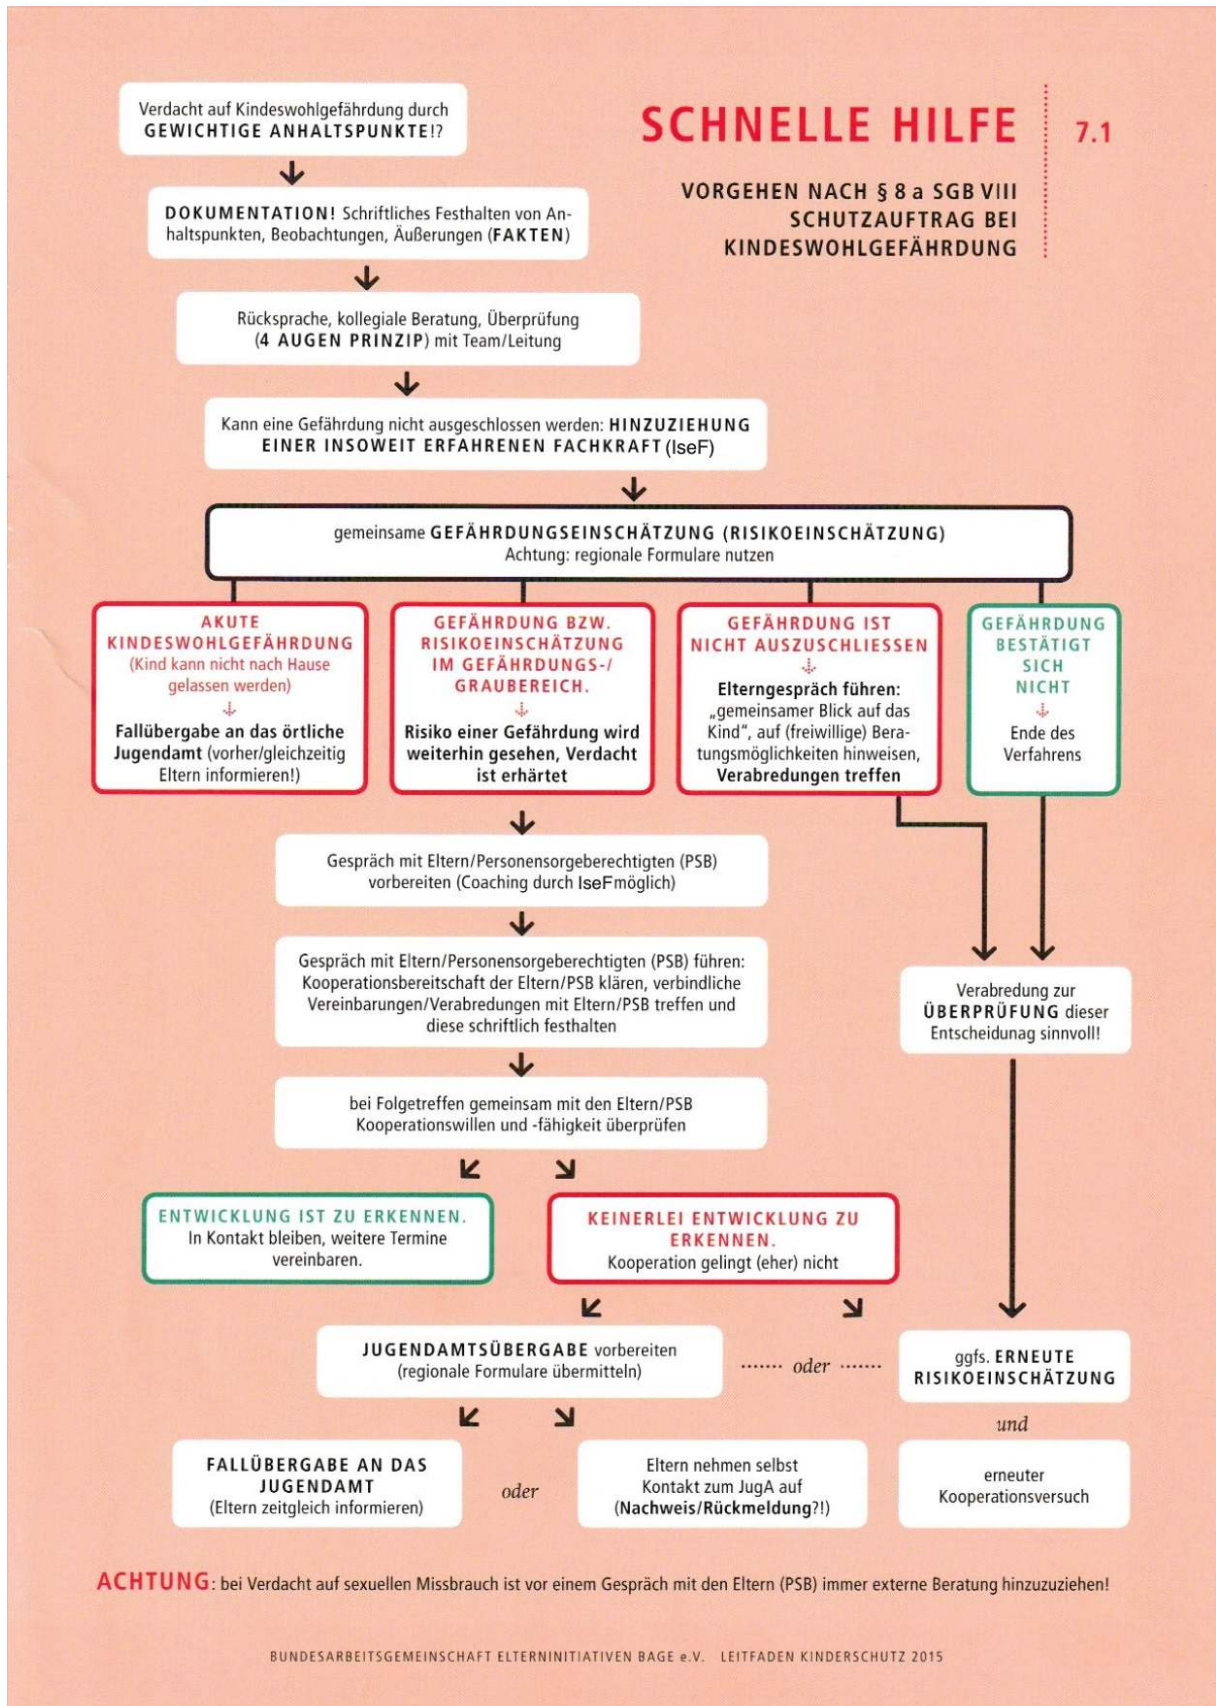 Verdacht auf Kindeswohlgefährdung durch
GEWICHTIGE ANHALTSPUNKTE!?
SCHNELLE HILFE
7.1
VORGEHEN NACH § 8 a SGB VIII
SCHUTZAUFTRAG BEI
KINDESWOHLGEFÄHRDUNG
DOKUMENTATION! Schriftliches Festhalten von An-
haltspunkten, Beobachtungen, Äußerungen (FAKTEN)
Rücksprache, kollegiale Beratung, Überprüfung
(4 AUGEN PRINZIP) mit Team/Leitung
Kann eine Gefährdung nicht ausgeschlossen werden: HINZUZIEHUNG
EINER INSOWEIT ERFAHRENEN FACHKRAFT (IseF)
gemeinsame GEFÄHRDUNGSEINSCHÄTZUNG (RISIKOEINSCHÄTZUNG)
Achtung: regionale Formulare nutzen
AKUTE
KINDESWOHLGEFÄHRDUNG
(Kind kann nicht nach Hause
gelassen werden)
Fallübergabe an das örtliche
Jugendamt (vorher/gleichzeitig
Eltern informieren!)
GEFÄHRDUNG BZW.
RISIKOEINSCHÄTZUNG
IM GEFÄHRDUNGS-/
GRAUBEREICH.
Risiko einer Gefährdung wird
weiterhin gesehen, Verdacht
ist erhärtet
GEFÄHRDUNG IST
NICHT AUSZUSCHLIESSEN
Elterngespräch führen:
„gemeinsamer Blick auf das
Kind“, auf (freiwillige) Bera-
tungsmöglichkeiten hinweisen,
Verabredungen treffen
GEFÄHRDUNG
BESTÄTIGT
SICH
NICHT
Ende des
Verfahrens
Gespräch mit Eltern/Personensorgeberechtigten (PSB)
vorbereiten (Coaching durch IseFmöglich)
Gespräch mit Eltern/Personensorgeberechtigten (PSB) führen:
Kooperationsbereitschaft der Eltern/PSB klären, verbindliche
Vereinbarungen/Verabredungen mit Eltern/PSB treffen und
diese schriftlich festhalten
Verabredung zur
ÜBERPRÜFUNG dieser
Entscheidunag sinnvoll!
bei Folgetreffen gemeinsam mit den Eltern/PSB
Kooperationswillen und -fähigkeit überprüfen
ENTWICKLUNG IST ZU ERKENNEN.
In Kontakt bleiben, weitere Termine
vereinbaren.
KEINERLEI ENTWICKLUNG ZU
ERKENNEN.
Kooperation gelingt (eher) nicht
JUGENDAMTSÜBERGABE vorbereiten
(regionale Formulare übermitteln)
······· oder ·······
ggfs. ERNEUTE
RISIKOEINSCHÄTZUNG
und
FALLÜBERGABE AN DAS
JUGENDAMT
(Eltern zeitgleich informieren)
oder
Eltern nehmen selbst
Kontakt zum JugA auf
(Nachweis/Rückmeldung?!)
erneuter
Kooperationsversuch
ACHTUNG: bei Verdacht auf sexuellen Missbrauch ist vor einem Gespräch mit den Eltern (PSB) immer externe Beratung hinzuzuziehen!
BUNDESARBEITSGEMEINSCHAFT ELTERNINITIATIVEN BAGE e.V. LEITFADEN KINDERSCHUTZ 2015